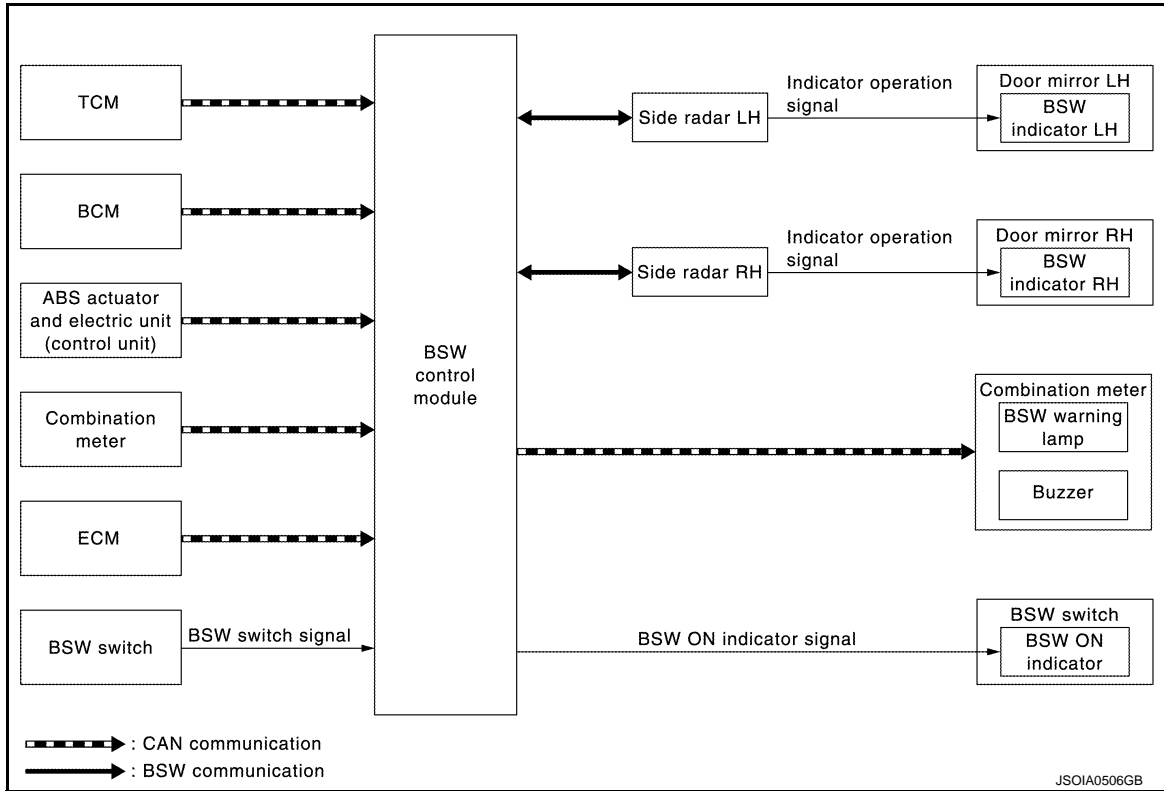 TCM
BCM
ABS actuator
and electric unit
(control unit)
Combination
meter
ECM
BSW switch
BSW switch signal
BSW
control
module
Side radar LH
Indicator operation
signal
Door mirror LH
BSW
indicator LH
Side radar RH
Indicator operation
signal
Door mirror RH
BSW
indicator RH
Combination meter
BSW warning
lamp
Buzzer
BSW ON indicator signal
BSW switch
BSW ON
indicator
: CAN communication
: BSW communication
JSOIA0506GB